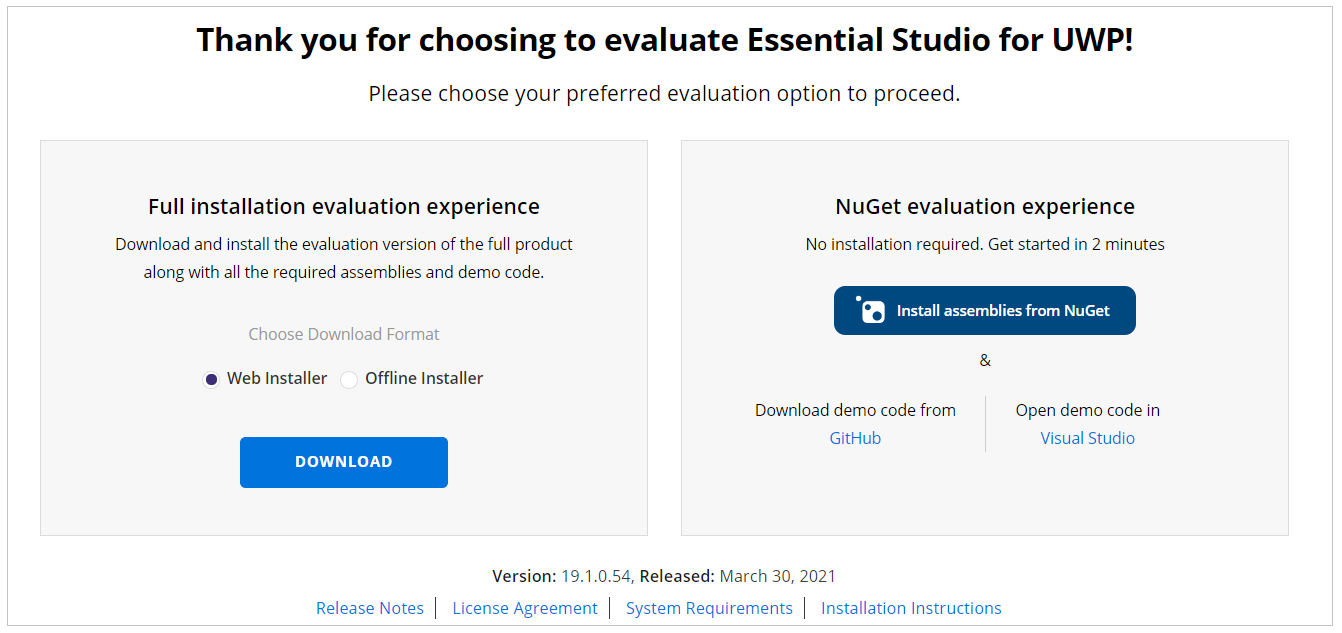 Thank you for choosing to evaluate Essential Studio for UWP!
Please choose your preferred evaluation option to proceed.
Full installation evaluation experience
Download and install the evaluation version of the full product
along with all the required assemblies and demo code.
Choose Download Format
Web Installer
Offline Installer
DOWNLOAD
NuGet evaluation experience
No installation required. Get started in 2 minutes
Install assemblies from NuGet
&
Download demo code from
GitHub
Open demo code in
Visual Studio
Version: 19.1.0.54, Released: March 30, 2021
Release Notes | License Agreement | System Requirements | Installation Instructions